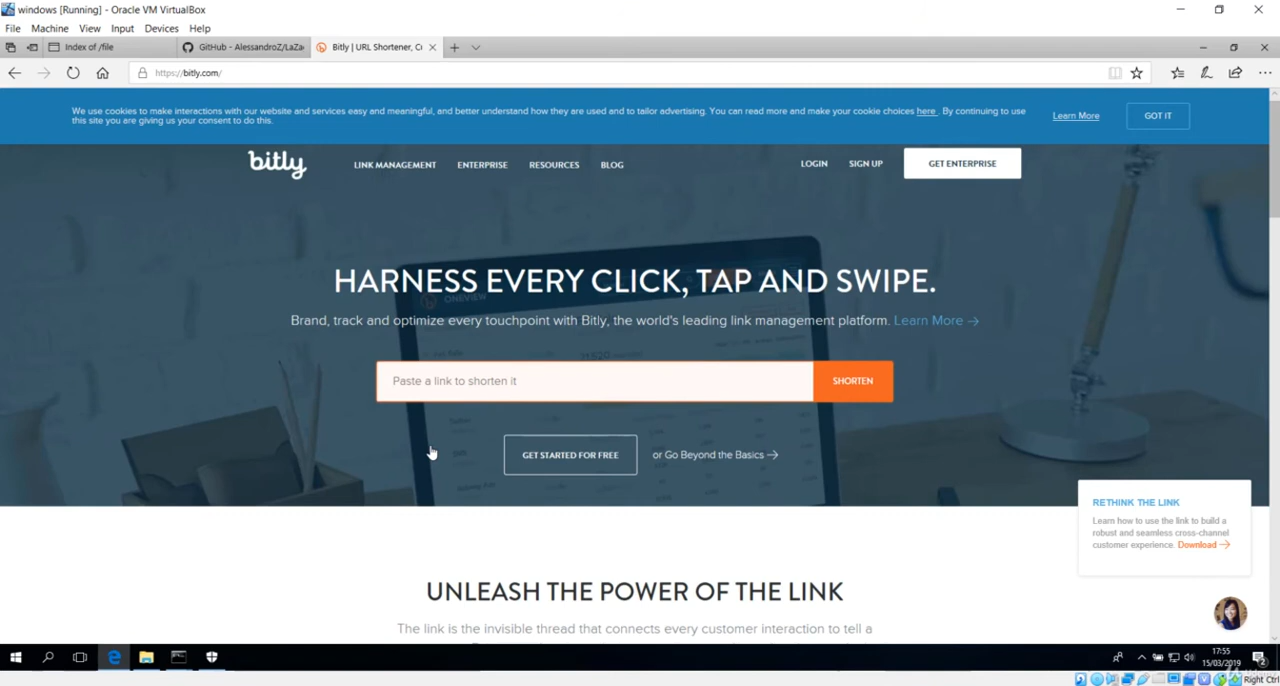 windows [Running] - Oracle VM VirtualBox
File Machine View Input Devices Help
Index of /file
GitHub - AlessandroZ/LaZa
Bitly | URL Shortener, C
https://bitly.com/
We use cookies to make interactions with our website and services easy and meaningful, and better understand how they are used and to tailor advertising. You can read more and make your cookie choices here . By continuing to
use this site you are giving us your consent to do this.
Learn More
GOT IT
bitly
LINK MANAGEMENT ENTERPRISE RESOURCES BLOG
LOGIN SIGN UP GET ENTERPRISE
HARNESS EVERY CLICK, TAP AND SWIPE.
ONEVIEW
Brand, track and optimize every touchpoint with Bitly, the world's leading link management platform. Learn More →
Paste a link to shorten it
SHORTEN
GET STARTED FOR FREE
or Go Beyond the Basics →
RETHINK THE LINK
Learn how to use the link to build a
robust and seamless cross-channel
customer experience. Download →
UNLEASH THE POWER OF THE LINK
The link is the invisible thread that connects every customer interaction to tell a
17:55
15/03/2019
2
Right Ctrl